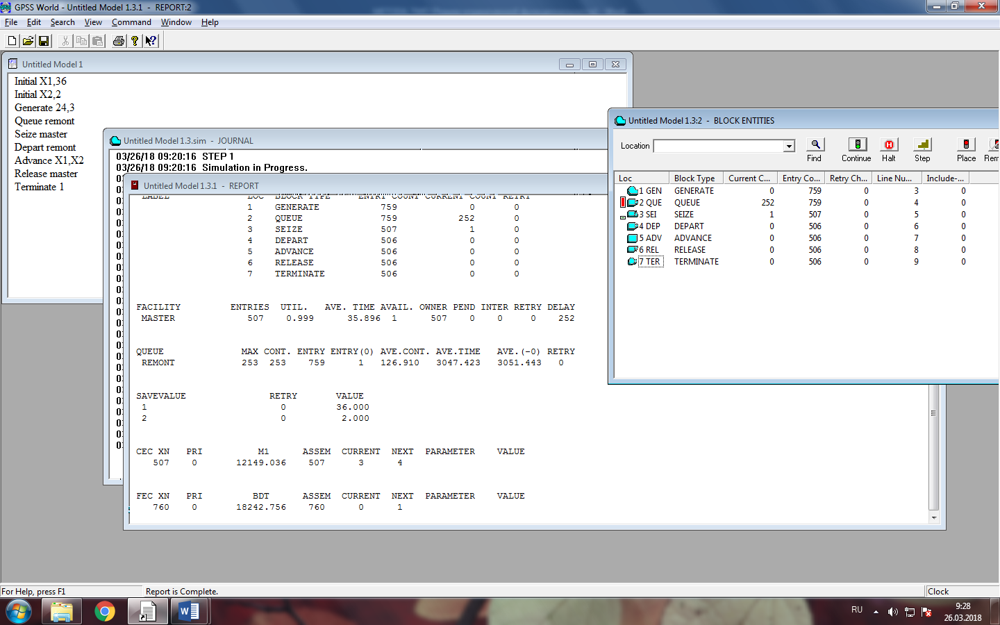 GPSS World - Untitled Model 1.3.1 - REPORT:2
File Edit Search View Command Window Help
Untitled Model 1
Initial X1,36
Initial X2,2
Generate 24,3
Queue remont
Seize master
Depart remont
Advance X1,X2
Release master
Terminate 1
Untitled Model 1.3.sim - JOURNAL
03/26/18 09:20:16 STEP 1
03/26/18 09:20:16 Simulation in Progress.
Untitled Model 1.3.1 - REPORT
LABEL LOC BLOCK TYPE ENTRY COUNT CURRENT COUNT RETRY
1 GENERATE 759 0 0
2 QUEUE 759 252 0
3 SEIZE 507 1 0
4 DEPART 506 0 0
5 ADVANCE 506 0 0
6 RELEASE 506 0 0
7 TERMINATE 506 0 0
FACILITY ENTRIES UTIL. AVE. TIME AVAIL. OWNER PEND INTER RETRY DELAY
MASTER 507 0.999 35.896 1 507 0 0 0 252
QUEUE MAX CONT. ENTRY ENTRY(0) AVE.CONT. AVE.TIME AVE.(-0) RETRY
REMONT 253 253 759 1 126.910 3047.423 3051.443 0
SAVEVALUE RETRY VALUE
1 0 36.000
2 0 2.000
CEC XN PRI M1 ASSEM CURRENT NEXT PARAMETER VALUE
507 0 12149.036 507 3 4
FEC XN PRI BDT ASSEM CURRENT NEXT PARAMETER VALUE
760 0 18242.756 760 0 1
Untitled Model 1.3:2 - BLOCK ENTITIES
Location Find Continue Halt Step Place Rem
Loc Block Type Current C... Entry Co... Retry Ch... Line Nu... Include-...
1 GEN GENERATE 0 759 0 3 0
2 QUE QUEUE 252 759 0 4 0
3 SEI SEIZE 1 507 0 5 0
4 DEP DEPART 0 506 0 6 0
5 ADV ADVANCE 0 506 0 7 0
6 REL RELEASE 0 506 0 8 0
7 TER TERMINATE 0 506 0 9 0
For Help, press F1 Report is Complete. Clock
RU 9:28
26.03.2018